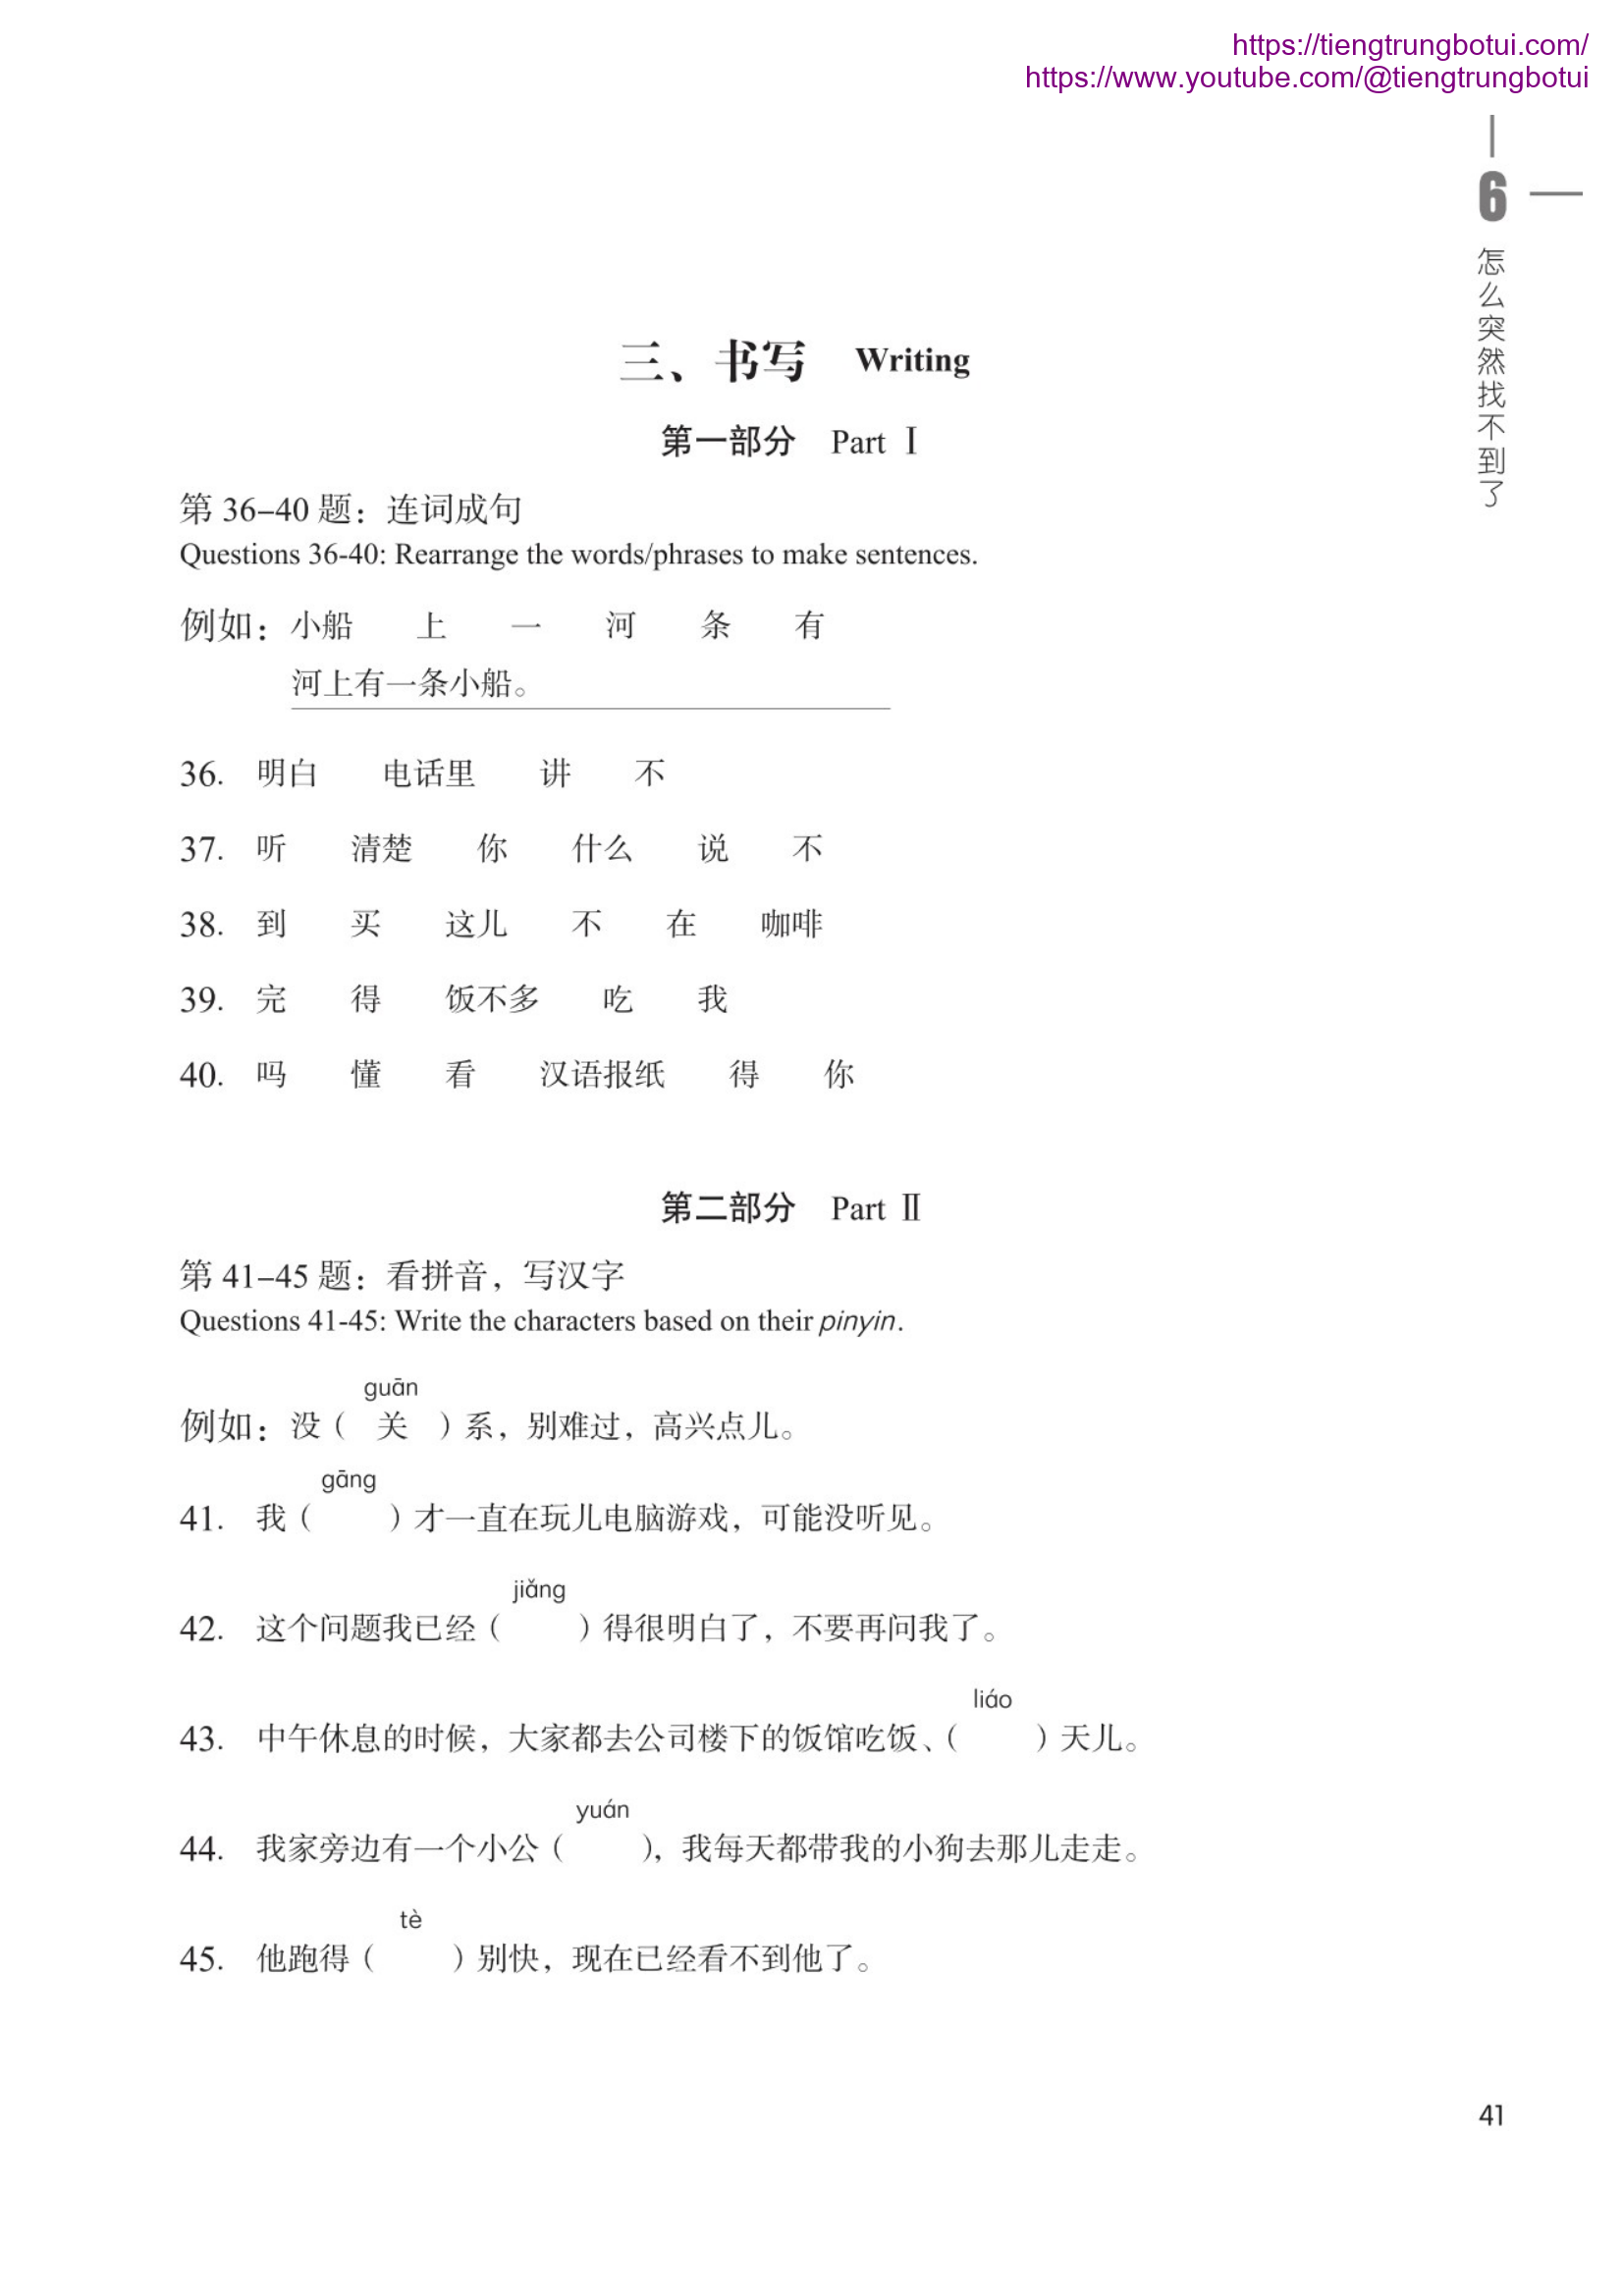 https://tiengtrungbotui.com/
https://www.youtube.com/@tiengtrungbotui
6
怎么突然找不到了
三、书写 Writing
第一部分 Part Ⅰ
第 36–40 题：连词成句
Questions 36-40: Rearrange the words/phrases to make sentences.
例如：小船 上 一 河 条 有
河上有一条小船。
36. 明白 电话里 讲 不
37. 听 清楚 你 什么 说 不
38. 到 买 这儿 不 在 咖啡
39. 完 得 饭不多 吃 我
40. 吗 懂 看 汉语报纸 得 你
第二部分 Part Ⅱ
第 41–45 题：看拼音，写汉字
Questions 41-45: Write the characters based on their pinyin.
guān
例如：没（ 关 ）系，别难过，高兴点儿。
gāng
41. 我（ ）才一直在玩儿电脑游戏，可能没听见。
jiǎng
42. 这个问题我已经（ ）得很明白了，不要再问我了。
liáo
43. 中午休息的时候，大家都去公司楼下的饭馆吃饭、（ ）天儿。
yuán
44. 我家旁边有一个小公（ ），我每天都带我的小狗去那儿走走。
tè
45. 他跑得（ ）别快，现在已经看不到他了。
41